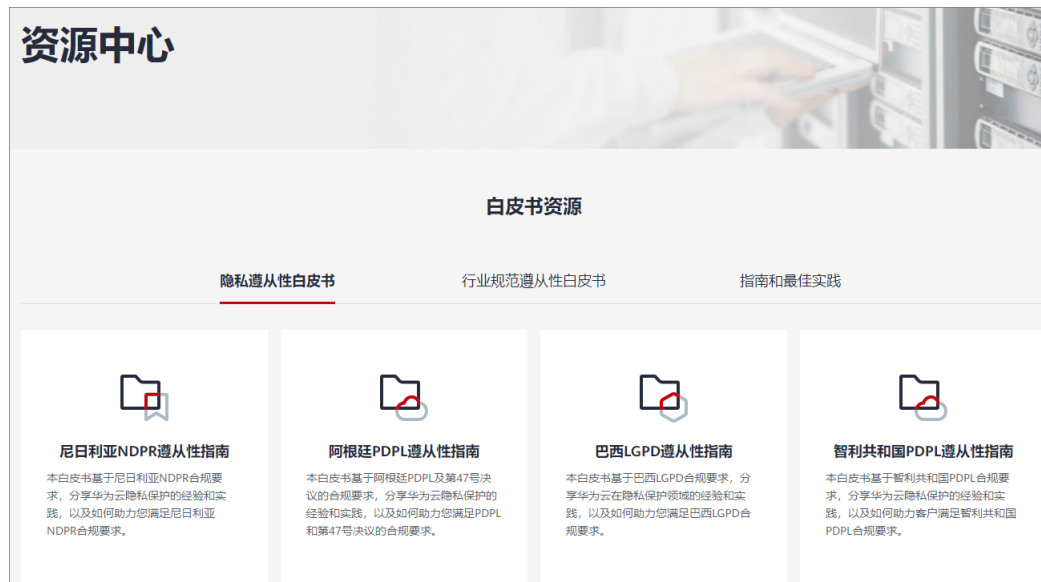 资源中心
白皮书资源
隐私遵从性白皮书
行业规范遵从性白皮书
指南和最佳实践
尼日利亚NDPR遵从性指南
本白皮书基于尼日利亚NDPR合规要
求，分享华为云隐私保护的经验和实
践，以及如何助力您满足尼日利亚
NDPR合规要求。
阿根廷PDPL遵从性指南
本白皮书基于阿根廷PDPL及第47号决
议的合规要求，分享华为云隐私保护的
经验和实践，以及如何助力您满足PDPL
和第47号决议的合规要求。
巴西LGPD遵从性指南
本白皮书基于巴西LGPD合规要求，分
享华为云在隐私保护领域的经验和实
践，以及如何助力您满足巴西LGPD合
规要求。
智利共和国PDPL遵从性指南
本白皮书基于智利共和国PDPL合规要
求，分享华为云隐私保护的经验和实
践，以及如何助力客户满足智利共和国
PDPL合规要求。